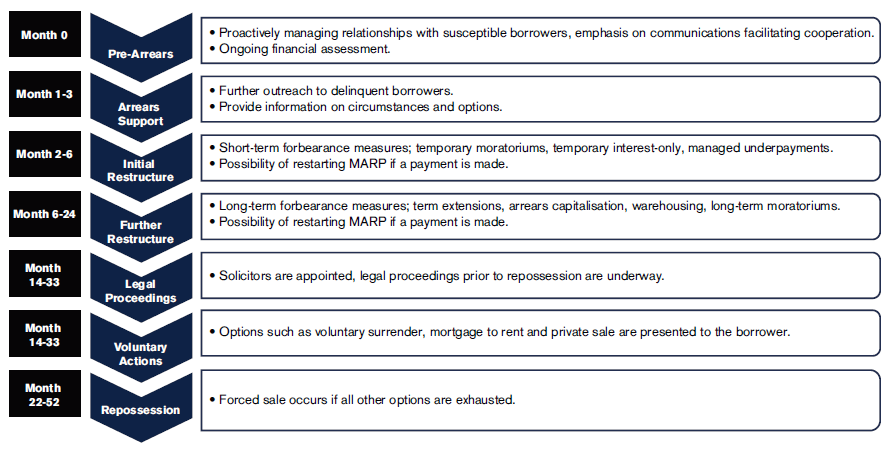 Month 0
Pre-Arrears
• Proactively managing relationships with susceptible borrowers, emphasis on communications facilitating cooperation.
• Ongoing financial assessment.
Month 1-3
Arrears
Support
• Further outreach to delinquent borrowers.
• Provide information on circumstances and options.
Month 2-6
Initial
Restructure
• Short-term forbearance measures; temporary moratoriums, temporary interest-only, managed underpayments.
• Possibility of restarting MARP if a payment is made.
Month 6-24
Further
Restructure
• Long-term forbearance measures; term extensions, arrears capitalisation, warehousing, long-term moratoriums.
• Possibility of restarting MARP if a payment is made.
Month
14-33
Legal
Proceedings
• Solicitors are appointed, legal proceedings prior to repossession are underway.
Month
14-33
Voluntary
Actions
• Options such as voluntary surrender, mortgage to rent and private sale are presented to the borrower.
Month
22-52
Repossession
• Forced sale occurs if all other options are exhausted.